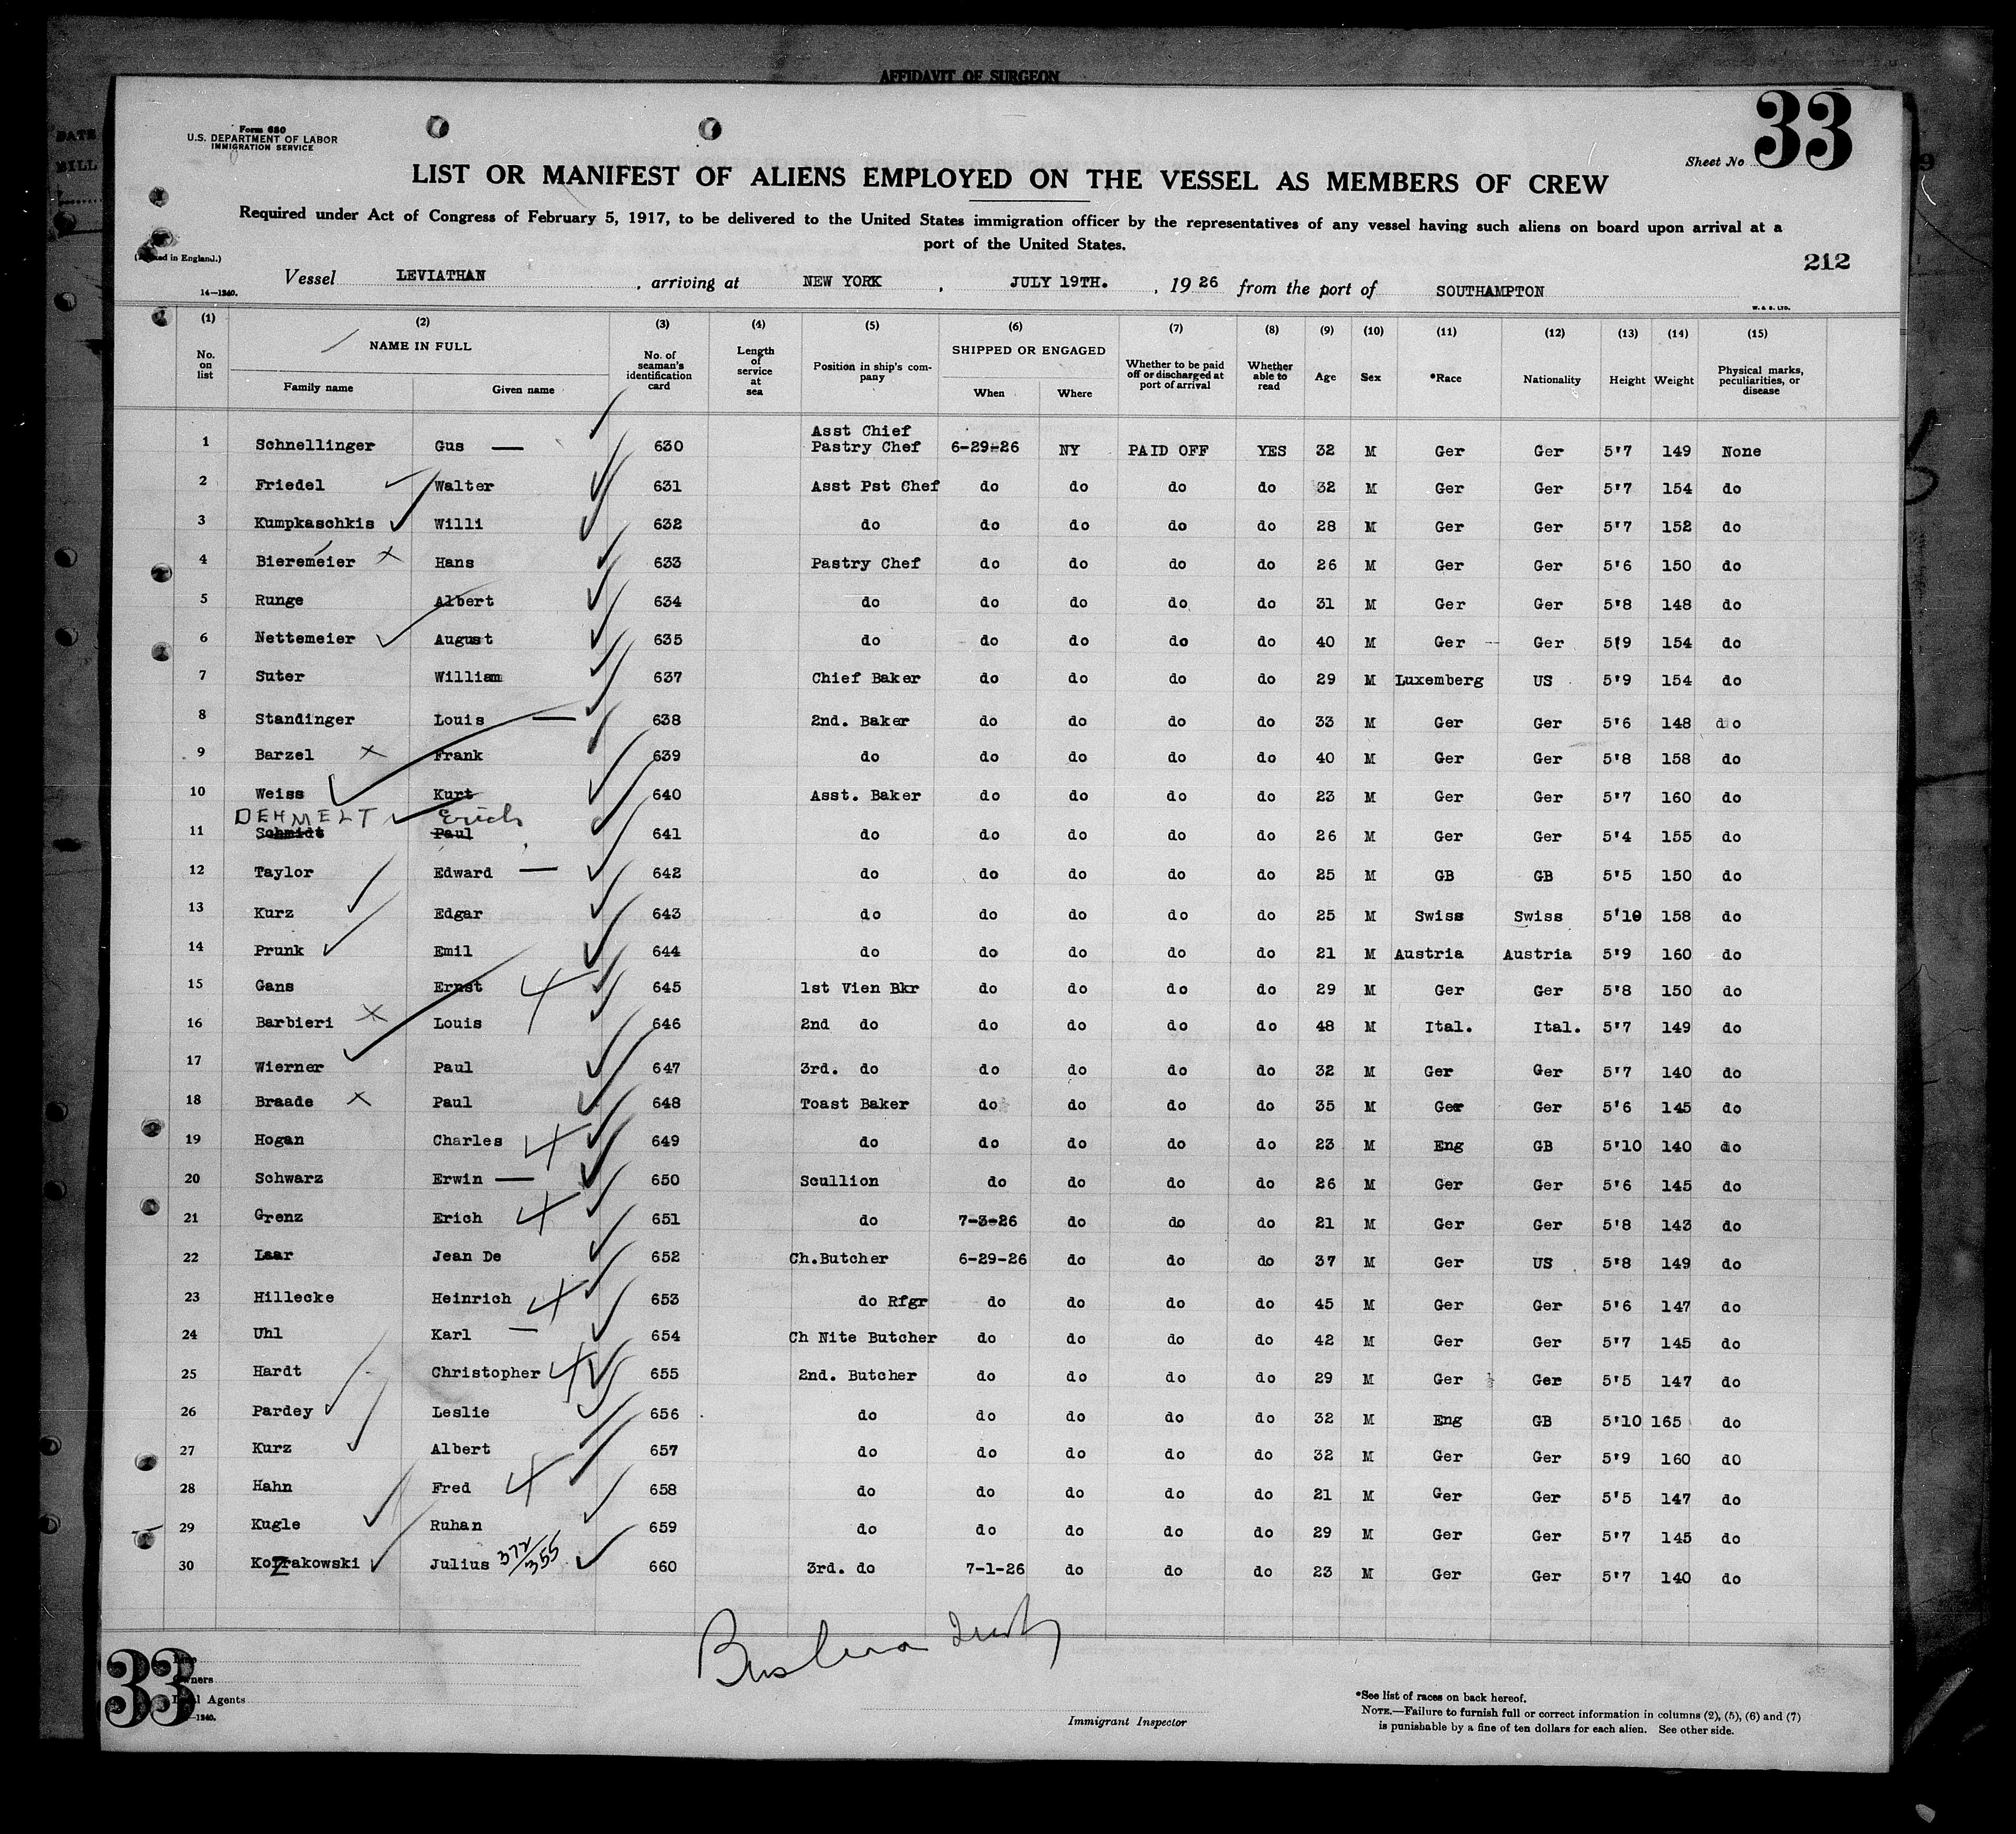 AFFIDAVIT OF SURGEON
Form 680
U.S. DEPARTMENT OF LABOR
IMMIGRATION SERVICE
Sheet No 33
LIST OR MANIFEST OF ALIENS EMPLOYED ON THE VESSEL AS MEMBERS OF CREW
Required under Act of Congress of February 5, 1917, to be delivered to the United States immigration officer by the representatives of any vessel having such aliens on board upon arrival at a
port of the United States.
212
in England.)
14—1240.
Vessel LEVIATHAN, arriving at NEW YORK, JULY 19TH., 1926 from the port of SOUTHAMPTON
W. & S. LTD.
(1) (2) (3) (4) (5) (6) (7) (8) (9) (10) (11) (12) (13) (14) (15)
No. on list NAME IN FULL Family name Given name No. of seaman's identification card Length of service at sea Position in ship's company SHIPPED OR ENGAGED When Where Whether to be paid off or discharged at port of arrival Whether able to read Age Sex *Race Nationality Height Weight Physical marks, peculiarities, or disease
1 Schnellinger Gus — 630 Asst Chief Pastry Chef 6-29-26 NY PAID OFF YES 32 M Ger Ger 5'7 149 None
2 Friedel Walter 631 Asst Pst Chef do do do do 32 M Ger Ger 5'7 154 do
3 Kumpkaschkis Willi 632 do do do do do 28 M Ger Ger 5'7 152 do
4 Bieremeier Hans 633 Pastry Chef do do do do 26 M Ger Ger 5'6 150 do
5 Runge Albert 634 do do do do do 31 M Ger Ger 5'8 148 do
6 Nettemeier August 635 do do do do do 40 M Ger Ger 5'9 154 do
7 Suter William 637 Chief Baker do do do do 29 M Luxemberg US 5'9 154 do
8 Standinger Louis — 638 2nd. Baker do do do do 33 M Ger Ger 5'6 148 do
9 Barzel Frank 639 do do do do do 40 M Ger Ger 5'8 158 do
10 Weiss Kurt 640 Asst. Baker do do do do 23 M Ger Ger 5'7 160 do
DEHMELT Erich
11 Schmidt Paul 641 do do do do do 26 M Ger Ger 5'4 155 do
12 Taylor Edward — 642 do do do do do 25 M GB GB 5'5 150 do
13 Kurz Edgar 643 do do do do do 25 M Swiss Swiss 5'10 158 do
14 Prunk Emil 644 do do do do do 21 M Austria Austria 5'9 160 do
15 Gans Ernst 645 1st Vien Bkr do do do do 29 M Ger Ger 5'8 150 do
16 Barbieri Louis 646 2nd do do do do do 48 M Ital. Ital. 5'7 149 do
17 Wierner Paul 647 3rd. do do do do do 32 M Ger Ger 5'7 140 do
18 Braade Paul 648 Toast Baker do do do do 35 M Ger Ger 5'6 145 do
19 Hogan Charles 649 do do do do do 23 M Eng GB 5'10 140 do
20 Schwarz Erwin — 650 Scullion do do do do 26 M Ger Ger 5'6 145 do
21 Grenz Erich 651 do 7-3-26 do do do 21 M Ger Ger 5'8 143 do
22 Laar Jean De 652 Ch.Butcher 6-29-26 do do do 37 M Ger US 5'8 149 do
23 Hillecke Heinrich 653 do Rfgr do do do do 45 M Ger Ger 5'6 147 do
24 Uhl Karl — 654 Ch Nite Butcher do do do do 42 M Ger Ger 5'7 145 do
25 Hardt Christopher 655 2nd. Butcher do do do do 29 M Ger Ger 5'5 147 do
26 Pardey Leslie 656 do do do do do 32 M Eng GB 5'10 165 do
27 Kurz Albert 657 do do do do do 32 M Ger Ger 5'9 160 do
28 Hahn Fred 658 do do do do do 21 M Ger Ger 5'5 147 do
29 Kugle Ruhan 659 do do do do do 29 M Ger Ger 5'7 145 do
30 Kozrakowski Julius 372/355 660 3rd. do 7-1-26 do do do 23 M Ger Ger 5'7 140 do
33
Owners
Agents
Immigrant Inspector
*See list of races on back hereof.
NOTE.—Failure to furnish full or correct information in columns (2), (5), (6) and (7)
is punishable by a fine of ten dollars for each alien. See other side.